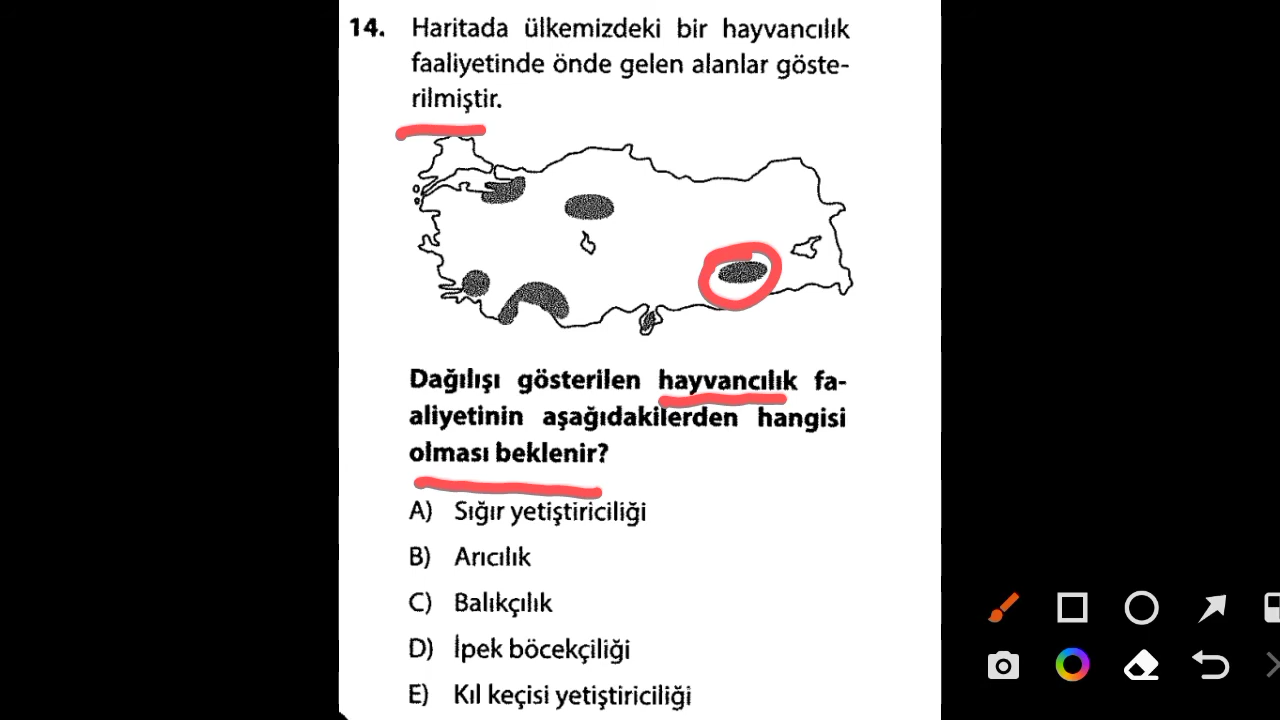 14. Haritada ülkemizdeki bir hayvancılık
faaliyetinde önde gelen alanlar göste-
rilmiştir.
Dağılışı gösterilen hayvancılık fa-
aliyetinin aşağıdakilerden hangisi
olması beklenir?
A) Sığır yetiştiriciliği
B) Arıcılık
C) Balıkçılık
D) İpek böcekçiliği
E) Kıl keçisi yetiştiriciliği